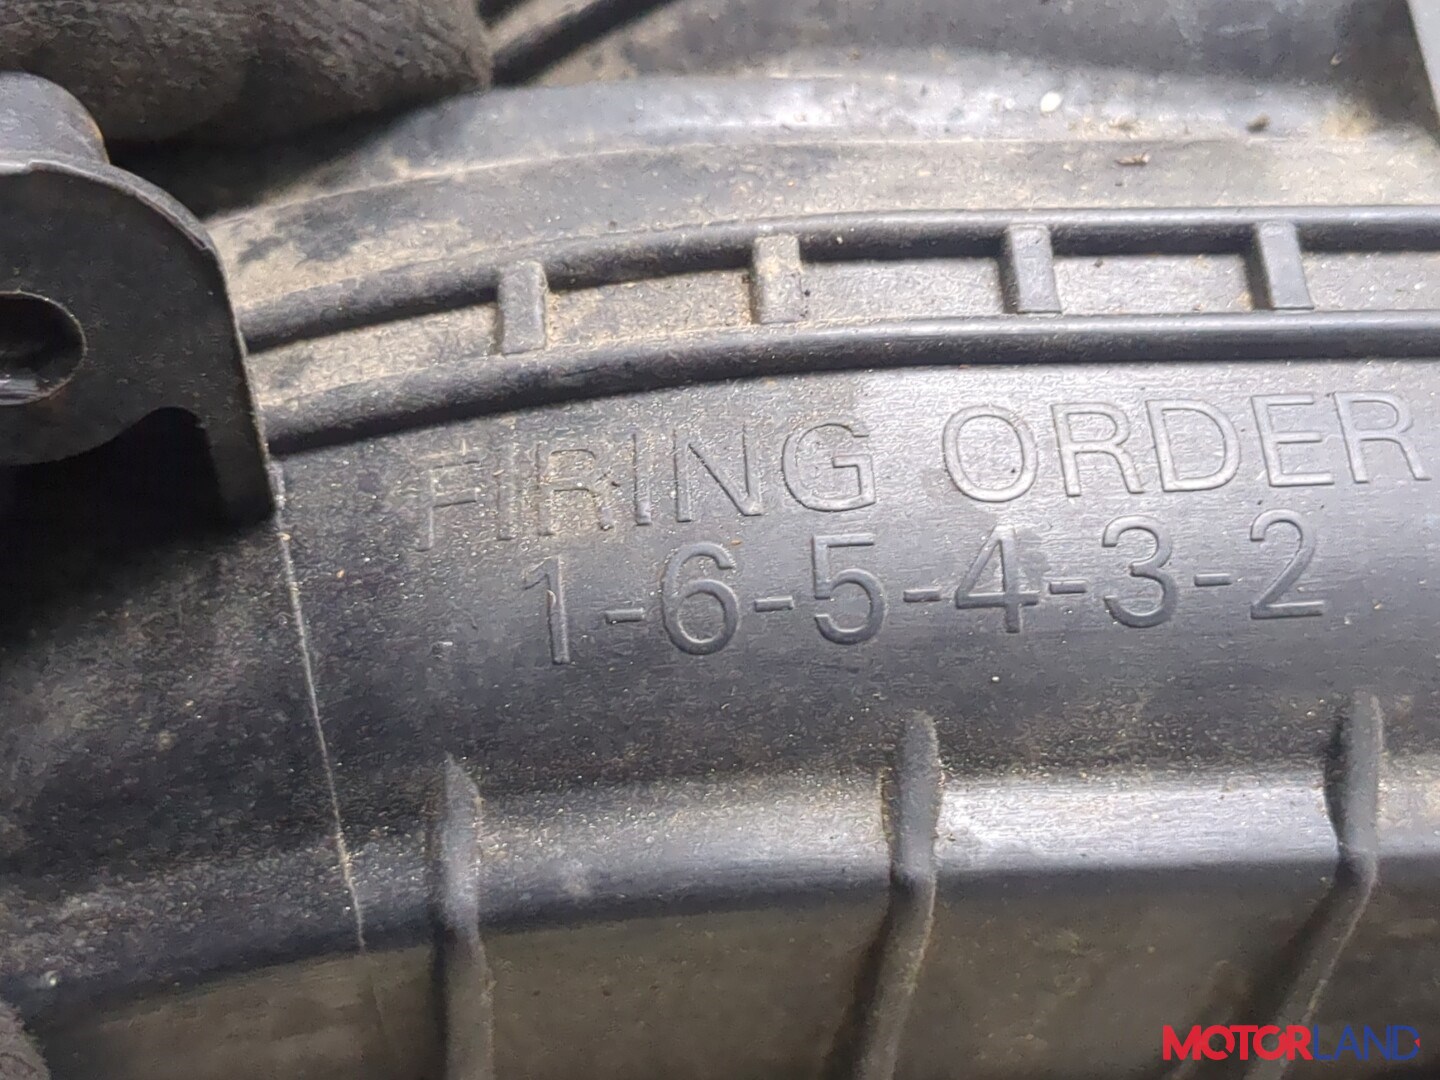 FIRING ORDER
1-6-5-4-3-2
MOTORLAND